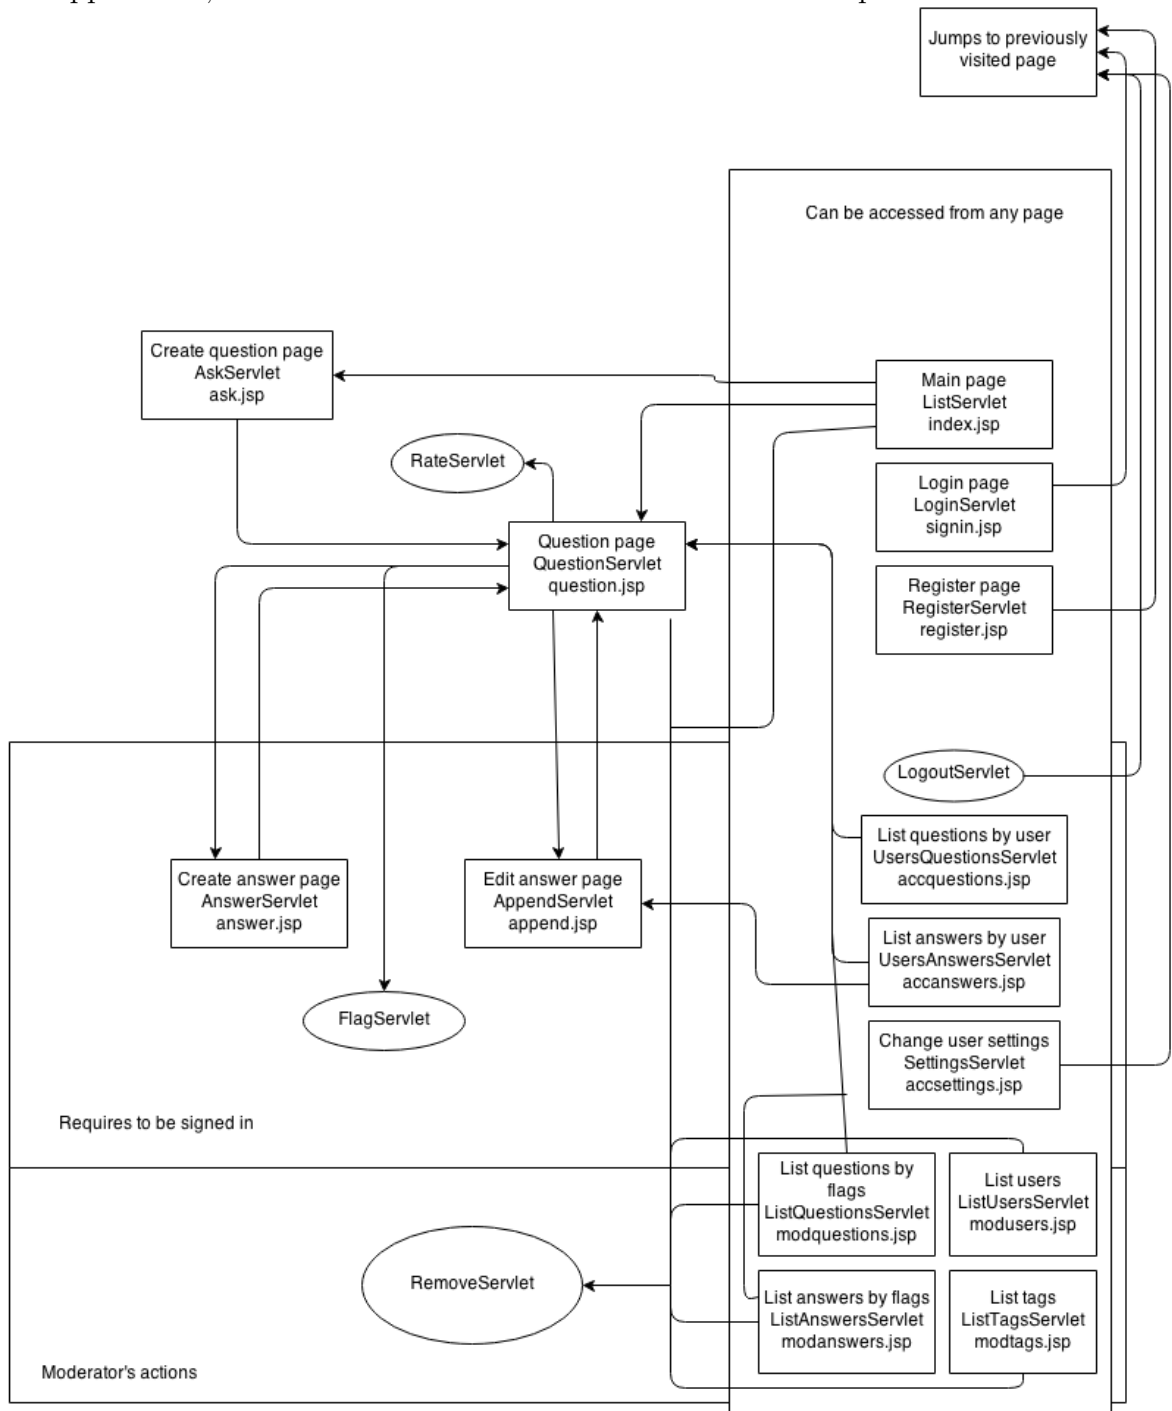 Jumps to previously
visited page
Can be accessed from any page
Create question page
AskServlet
ask.jsp
Main page
ListServlet
index.jsp
RateServlet
Login page
LoginServlet
signin.jsp
Question page
QuestionServlet
question.jsp
Register page
RegisterServlet
register.jsp
LogoutServlet
List questions by user
UsersQuestionsServlet
accquestions.jsp
Create answer page
AnswerServlet
answer.jsp
Edit answer page
AppendServlet
append.jsp
List answers by user
UsersAnswersServlet
accanswers.jsp
FlagServlet
Change user settings
SettingsServlet
accsettings.jsp
Requires to be signed in
List questions by
flags
ListQuestionsServlet
modquestions.jsp
List users
ListUsersServlet
modusers.jsp
RemoveServlet
List answers by flags
ListAnswersServlet
modanswers.jsp
List tags
ListTagsServlet
modtags.jsp
Moderator's actions